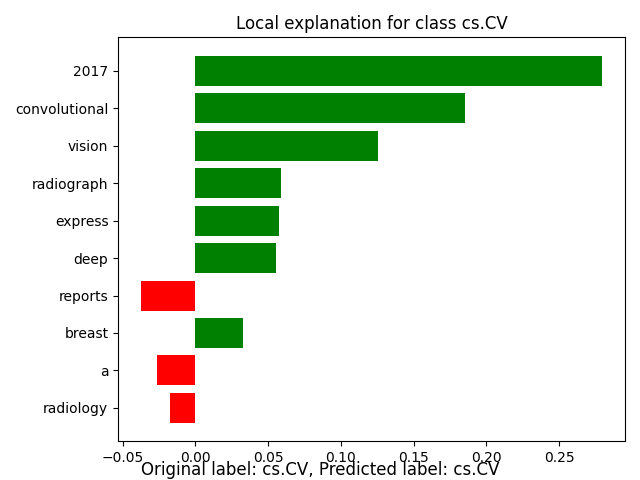 Local explanation for class cs.CV
2017
convolutional
vision
radiograph
express
deep
reports
breast
a
radiology
−0.05 0.00 0.05 0.10 0.15 0.20 0.25
Original label: cs.CV, Predicted label: cs.CV